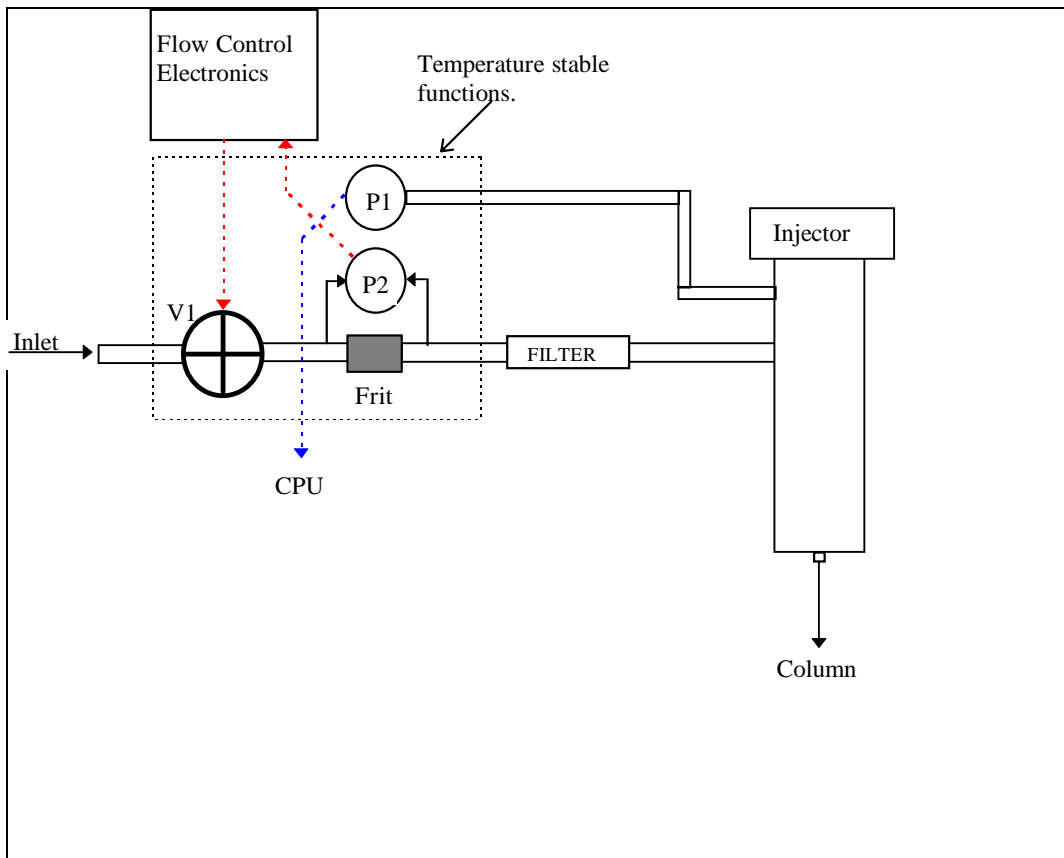 Flow Control
Electronics
Temperature stable
functions.
P1
Injector
P2
V1
Inlet
FILTER
Frit
CPU
Column